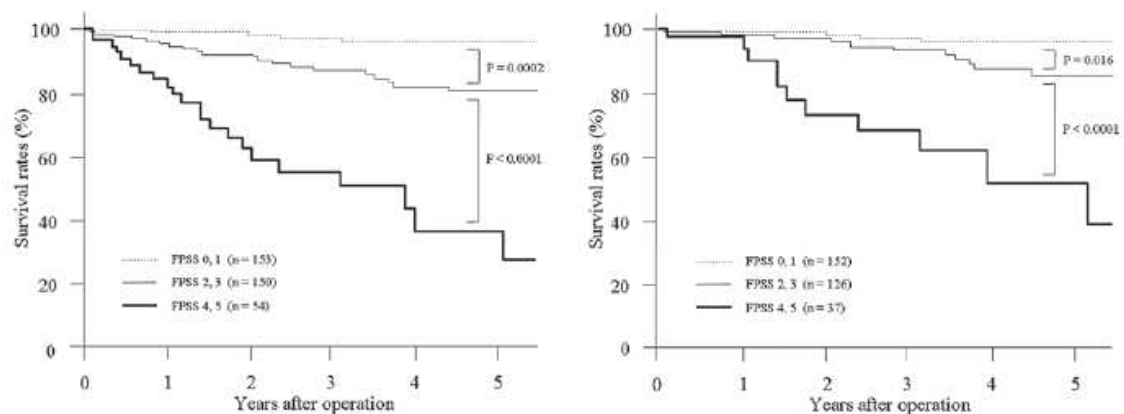 100
80
60
40
20
0
Survival rates (%)
P = 0.0002
P < 0.0001
FPSS 0, 1 (n = 153)
FPSS 2, 3 (n = 150)
FPSS 4, 5 (n = 54)
0 1 2 3 4 5
Years after operation
100
80
60
40
20
0
Survival rates (%)
P = 0.016
P < 0.0001
FPSS 0, 1 (n = 152)
FPSS 2, 3 (n = 126)
FPSS 4, 5 (n = 37)
0 1 2 3 4 5
Years after operation